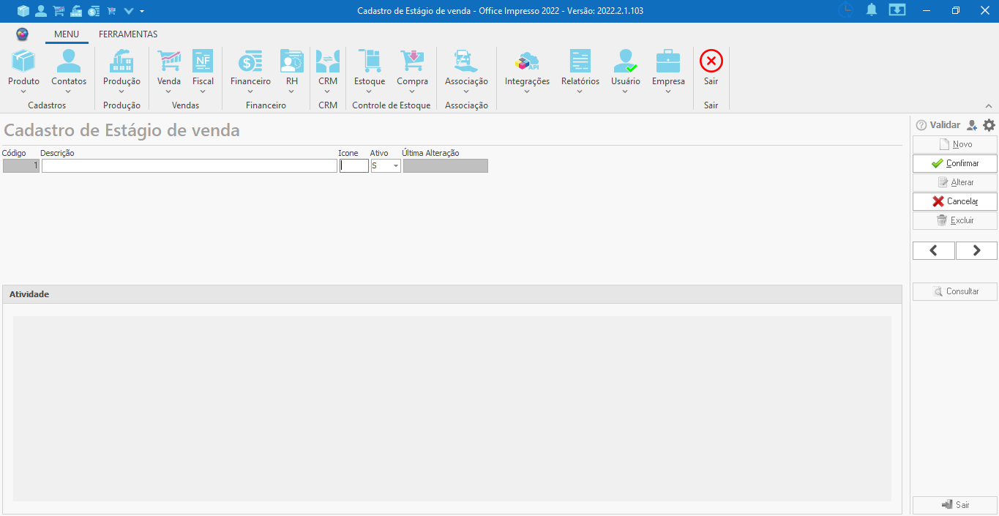 Cadastro de Estágio de venda - Office Impresso 2022 - Versão: 2022.2.1.103
MENU FERRAMENTAS
Produto Contatos Produção Venda Fiscal Financeiro RH CRM Estoque Compra Associação Integrações Relatórios Usuário Empresa Sair
NF
API
Cadastros Produção Vendas Financeiro CRM Controle de Estoque Associação Sair
Cadastro de Estágio de venda
Código Descrição Icone Ativo Última Alteração
1 S
Atividade
Validar
Novo
Confirmar
Alterar
Cancelar
Excluir
Consultar
Sair